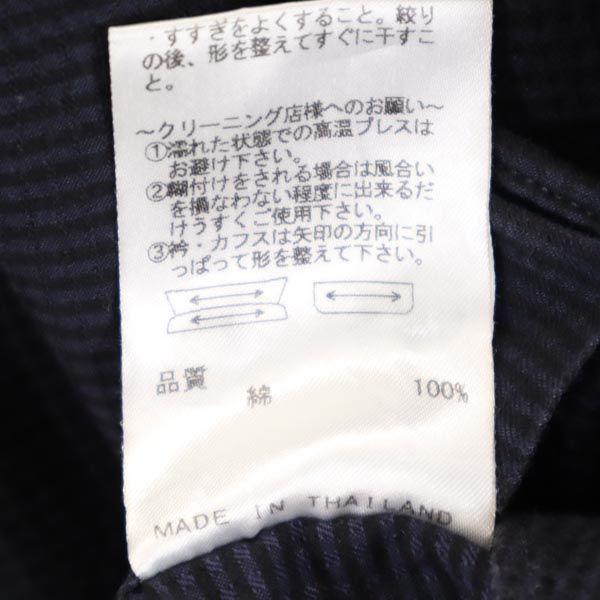 ・すすぎをよくすること。絞り
の後、形を整えてすぐに干すこ
と。
～クリーニング店様へのお願い～
①濡れた状態での高温プレスは
お避け下さい。
②糊付けをされる場合は風合い
を損なわない程度に出来るだ
けうすくご使用下さい。
③衿・カフスは矢印の方向に引
っぱって形を整えて下さい。
品質
綿 100%
MADE IN THAILAND